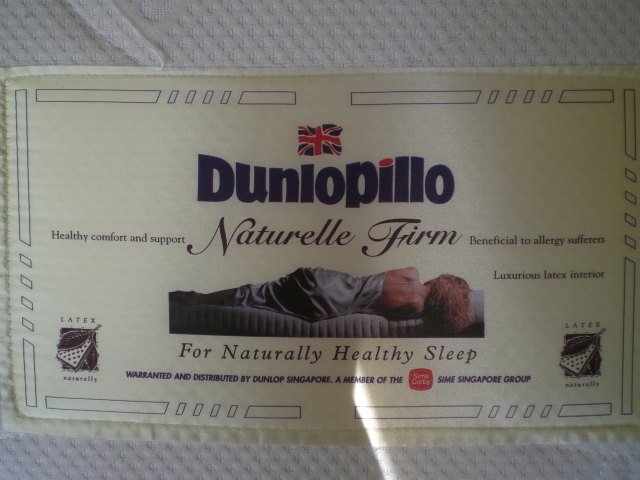 Dunlopillo
Healthy comfort and support
Naturelle Firm
Beneficial to allergy sufferers
Luxurious latex interior
LATEX
naturally
For Naturally Healthy Sleep
LATEX
naturally
WARRANTED AND DISTRIBUTED BY DUNLOP SINGAPORE. A MEMBER OF THE Sime Darby SIME SINGAPORE GROUP